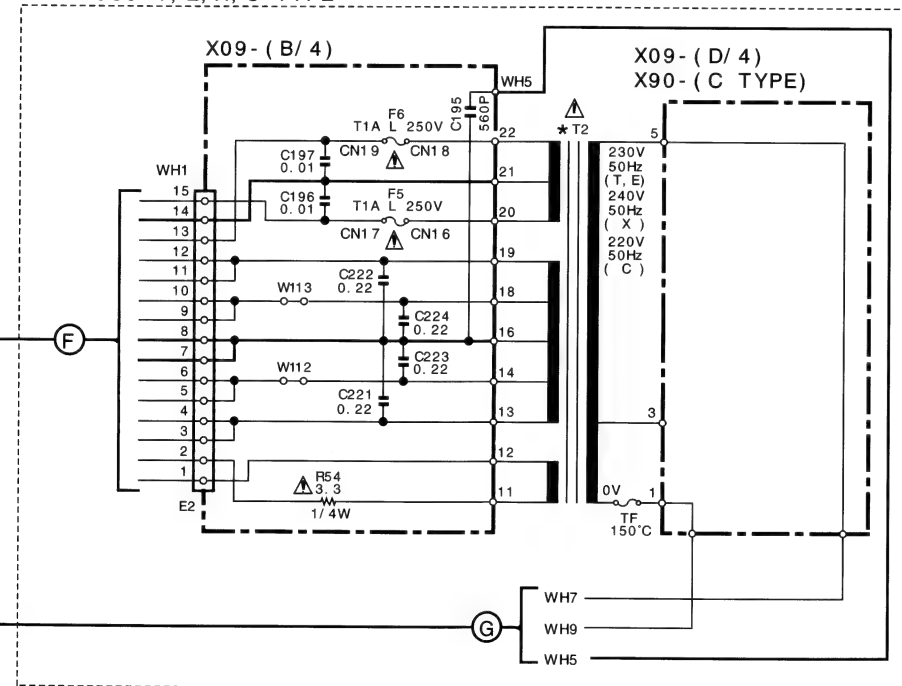 X09-(B/4)
X09-(D/4)
X90-(C TYPE)
WH5
C195
560P
F6
T1A L 250V
CN19
CN18
22
T2
5
C197
0.01
21
WH1
C196
0.01
F5
T1A L 250V
CN17
CN16
20
230V
50Hz
(T, E)
240V
50Hz
( X )
220V
50Hz
( C )
15
14
13
12
11
10
9
8
7
6
5
4
3
2
1
E2
19
C222
0.22
W113
18
C224
0.22
16
C223
0.22
W112
14
C221
0.22
13
3
12
R54
3.3
1/4W
11
0V
1
TF
150°C
F
G
WH7
WH9
WH5